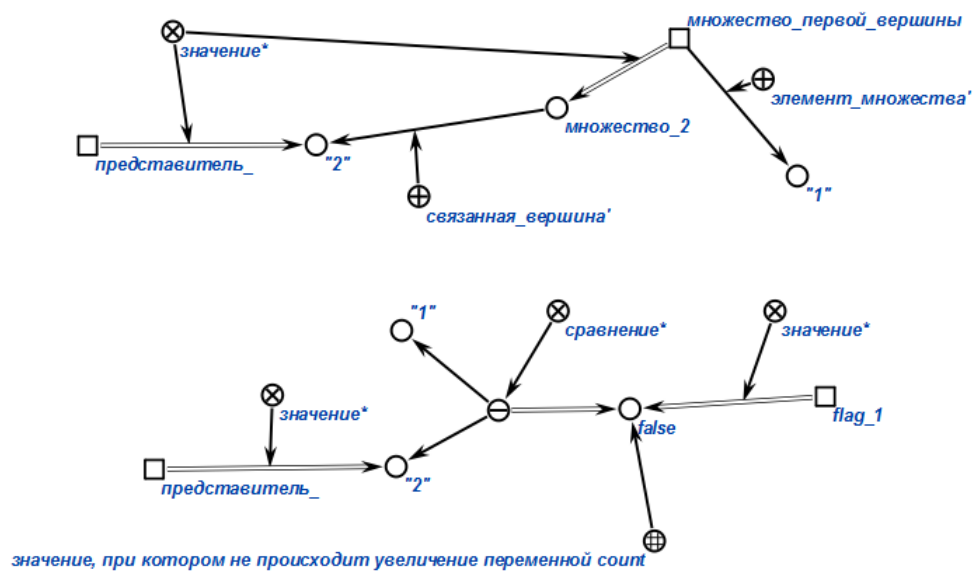 множество_первой_вершины
значение*
элемент_множества'
множество_2
представитель_
"2"
"1"
связанная_вершина'
"1"
сравнение*
значение*
значение*
false
flag_1
представитель_
"2"
значение, при котором не происходит увеличение переменной count